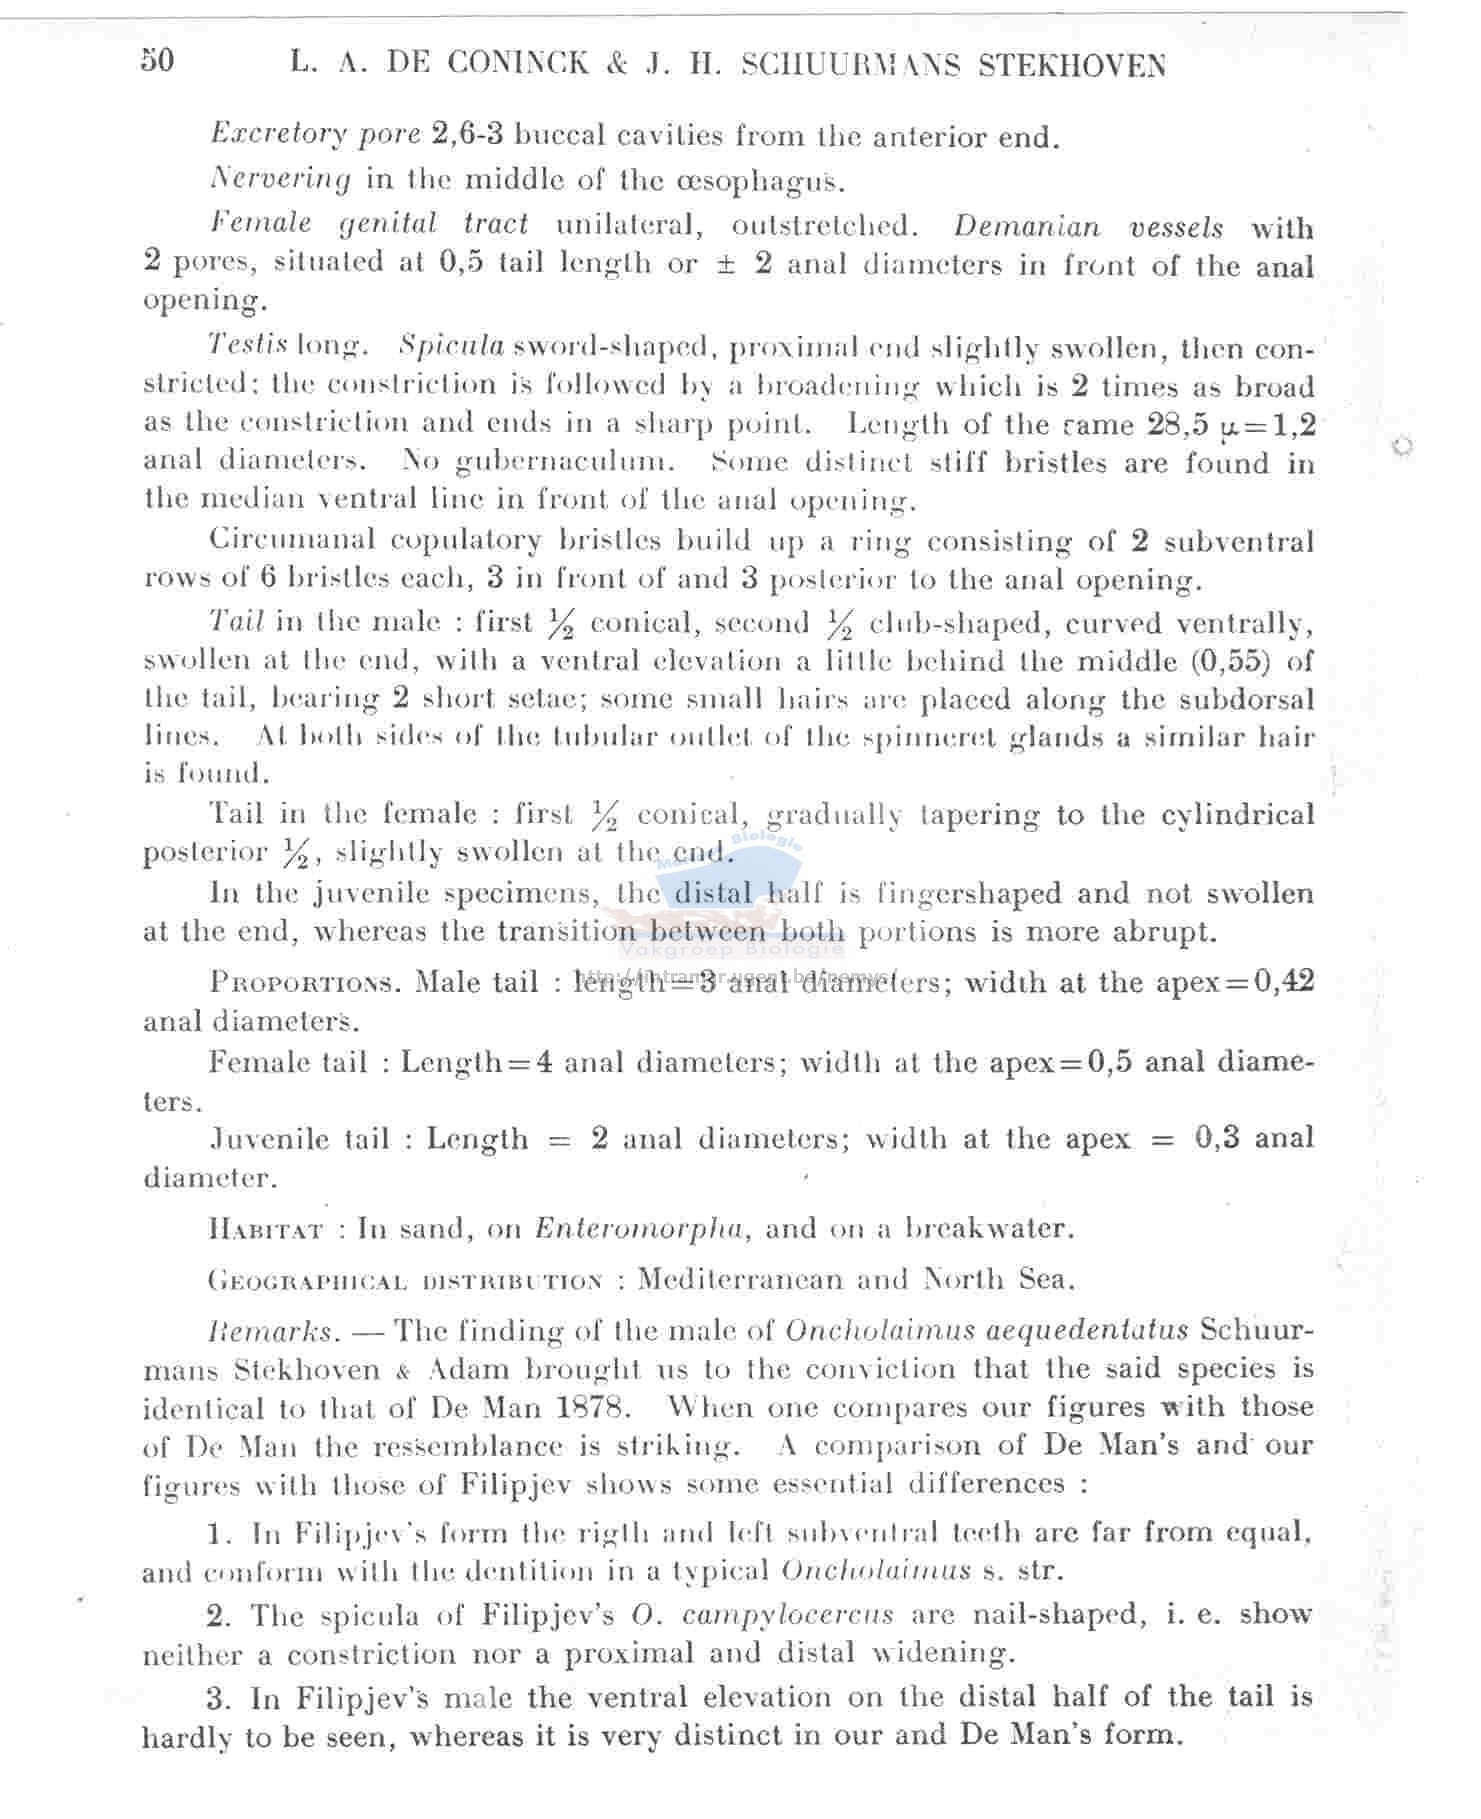 50 L. A. DE CONINCK & J. H. SCHUURMANS STEKHOVEN
Excretory pore 2,6-3 buccal cavities from the anterior end.
Nervering in the middle of the œsophagus.
Female genital tract unilateral, outstretched. Demanian vessels with
2 pores, situated at 0,5 tail length or ± 2 anal diameters in front of the anal
opening.
Testis long. Spicula sword-shaped, proximal end slightly swollen, then con-
stricted; the constriction is followed by a broadening which is 2 times as broad
as the constriction and ends in a sharp point. Length of the came 28,5 µ=1,2
anal diameters. No gubernaculum. Some distinct stiff bristles are found in
the median ventral line in front of the anal opening.
Circumanal copulatory bristles build up a ring consisting of 2 subventral
rows of 6 bristles each, 3 in front of and 3 posterior to the anal opening.
Tail in the male : first ½ conical, second ½ club-shaped, curved ventrally,
swollen at the end, with a ventral elevation a little behind the middle (0,55) of
the tail, bearing 2 short setae; some small hairs are placed along the subdorsal
lines. At both sides of the tubular outlet of the spinneret glands a similar hair
is found.
Tail in the female : first ½ conical, gradually tapering to the cylindrical
posterior ½, slightly swollen at the end.
In the juvenile specimens, the distal half is fingershaped and not swollen
at the end, whereas the transition between both portions is more abrupt.
Vakgroep Biologie
http://intramar.ugent.be/nemys/
PROPORTIONS. Male tail : length=3 anal diameters; width at the apex=0,42
anal diameters.
Female tail : Length=4 anal diameters; width at the apex=0,5 anal diame-
ters.
Juvenile tail : Length = 2 anal diameters; width at the apex = 0,3 anal
diameter.
HABITAT : In sand, on Enteromorpha, and on a breakwater.
GEOGRAPHICAL DISTRIBUTION : Mediterranean and North Sea.
Remarks. — The finding of the male of Oncholaimus aequedentatus Schuur-
mans Stekhoven & Adam brought us to the conviction that the said species is
identical to that of De Man 1878. When one compares our figures with those
of De Man the ressemblance is striking. A comparison of De Man's and our
figures with those of Filipjev shows some essential differences :
1. In Filipjev's form the rigth and left subventral teeth are far from equal,
and conform with the dentition in a typical Oncholaimus s. str.
2. The spicula of Filipjev's O. campylocercus are nail-shaped, i. e. show
neither a constriction nor a proximal and distal widening.
3. In Filipjev's male the ventral elevation on the distal half of the tail is
hardly to be seen, whereas it is very distinct in our and De Man's form.